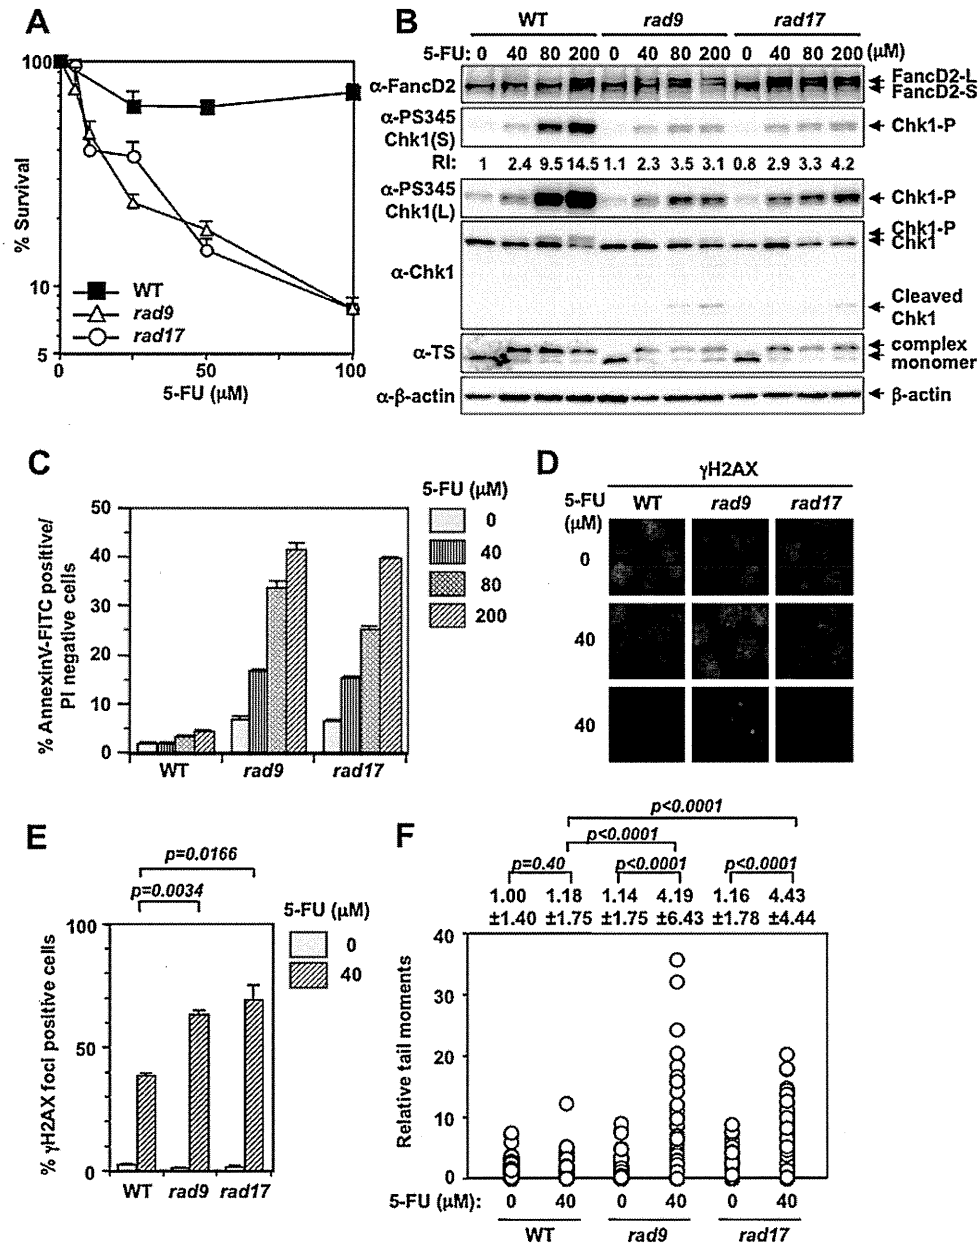 A
100
10
5
% Survival
WT
rad9
rad17
0
50
100
5-FU (μM)
B
WT
rad9
rad17
5-FU: 0 40 80 200 0 40 80 200 0 40 80 200 (μM)
α-FancD2
FancD2-L
FancD2-S
α-PS345
Chk1(S)
Chk1-P
RI: 1 2.4 9.5 14.5 1.1 2.3 3.5 3.1 0.8 2.9 3.3 4.2
α-PS345
Chk1(L)
Chk1-P
Chk1-P
Chk1
α-Chk1
Cleaved
Chk1
α-TS
complex
monomer
α-β-actin
β-actin
C
% AnnexinV-FITC positive/
PI negative cells
50
40
30
20
10
0
WT rad9 rad17
5-FU (μM)
0
40
80
200
D
γH2AX
5-FU
(μM)
WT rad9 rad17
0
40
40
E
p=0.0166
p=0.0034
% γH2AX foci positive cells
100
50
0
WT rad9 rad17
5-FU (μM)
0
40
F
p<0.0001
p<0.0001
p=0.40 p<0.0001 p<0.0001
1.00 1.18 1.14 4.19 1.16 4.43
±1.40 ±1.75 ±1.75 ±6.43 ±1.78 ±4.44
Relative tail moments
40
30
20
10
0
5-FU (μM): 0 40 0 40 0 40
WT rad9 rad17